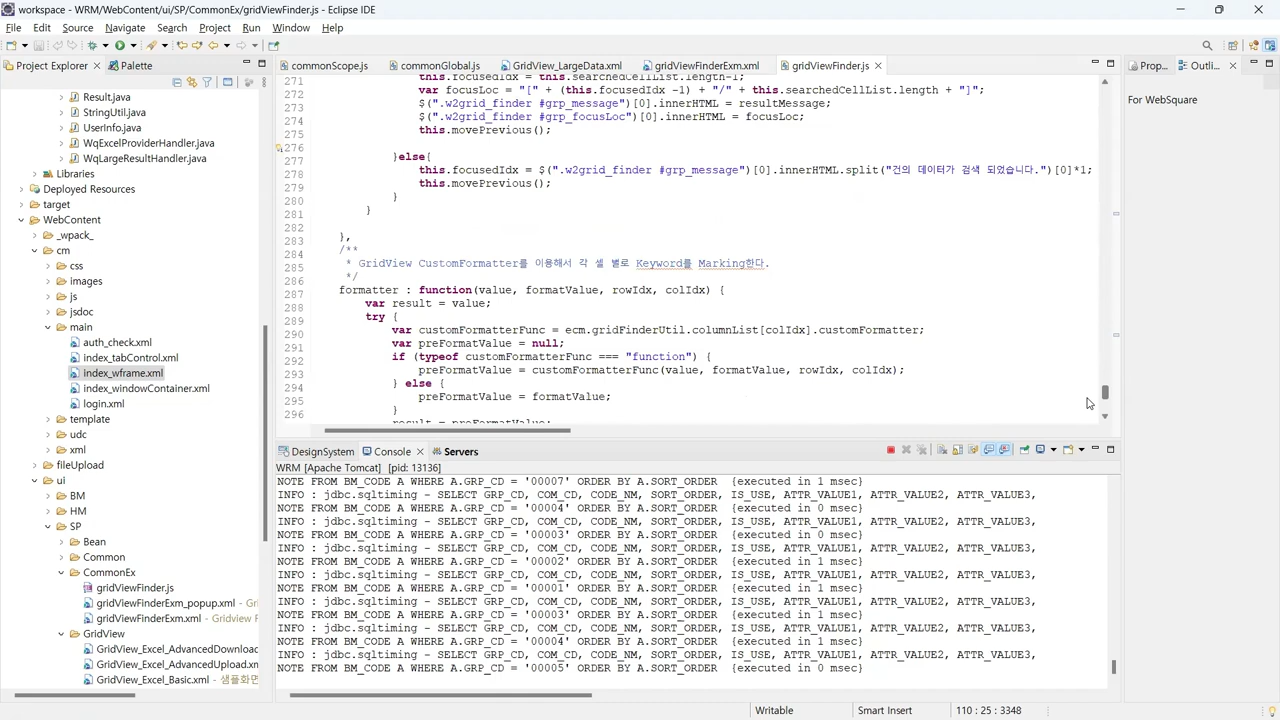 workspace - WRM/WebContent/ui/SP/CommonEx/gridViewFinder.js - Eclipse IDE
File Edit Source Navigate Search Project Run Window Help
Project Explorer Palette
commonScope.js commonGlobal.js GridView_LargeData.xml gridViewFinderExm.xml gridViewFinder.js
Prop... Outli...
For WebSquare
Result.java
StringUtil.java
UserInfo.java
WqExcelProviderHandler.java
WqLargeResultHandler.java
Libraries
Deployed Resources
target
WebContent
_wpack_
cm
css
images
js
jsdoc
main
auth_check.xml
index_tabControl.xml
index_wframe.xml
index_windowContainer.xml
login.xml
template
udc
xml
fileUpload
ui
BM
HM
SP
Bean
Common
CommonEx
gridViewFinder.js
gridViewFinderExm_popup.xml - Gri
gridViewFinderExm.xml - Gridview F
GridView
GridView_Excel_AdvancedDownload
GridView_Excel_AdvancedUpload.xm
GridView_Excel_Basic.xml - 샘플화면
271 this.focusedIdx = this.searchedCellList.length-1;
272 var focusLoc = "[" + (this.focusedIdx -1) + "/" + this.searchedCellList.length + "]";
273 $(".w2grid_finder #grp_message")[0].innerHTML = resultMessage;
274 $(".w2grid_finder #grp_focusLoc")[0].innerHTML = focusLoc;
275 this.movePrevious();
276
277 }else{
278 this.focusedIdx = $(".w2grid_finder #grp_message")[0].innerHTML.split("건의 데이터가 검색 되었습니다.")[0]*1;
279 this.movePrevious();
280 }
281 }
282
283 },
284 /**
285 * GridView CustomFormatter를 이용해서 각 셀 별로 Keyword를 Marking한다.
286 */
287 formatter : function(value, formatValue, rowIdx, colIdx) {
288 var result = value;
289 try {
290 var customFormatterFunc = ecm.gridFinderUtil.columnList[colIdx].customFormatter;
291 var preFormatValue = null;
292 if (typeof customFormatterFunc === "function") {
293 preFormatValue = customFormatterFunc(value, formatValue, rowIdx, colIdx);
294 } else {
295 preFormatValue = formatValue;
296 }
result = preFormatValue;
DesignSystem Console Servers
WRM [Apache Tomcat] [pid: 13136]
NOTE FROM BM_CODE A WHERE A.GRP_CD = '00007' ORDER BY A.SORT_ORDER {executed in 1 msec}
INFO : jdbc.sqltiming - SELECT GRP_CD, COM_CD, CODE_NM, SORT_ORDER, IS_USE, ATTR_VALUE1, ATTR_VALUE2, ATTR_VALUE3,
NOTE FROM BM_CODE A WHERE A.GRP_CD = '00004' ORDER BY A.SORT_ORDER {executed in 0 msec}
INFO : jdbc.sqltiming - SELECT GRP_CD, COM_CD, CODE_NM, SORT_ORDER, IS_USE, ATTR_VALUE1, ATTR_VALUE2, ATTR_VALUE3,
NOTE FROM BM_CODE A WHERE A.GRP_CD = '00003' ORDER BY A.SORT_ORDER {executed in 0 msec}
INFO : jdbc.sqltiming - SELECT GRP_CD, COM_CD, CODE_NM, SORT_ORDER, IS_USE, ATTR_VALUE1, ATTR_VALUE2, ATTR_VALUE3,
NOTE FROM BM_CODE A WHERE A.GRP_CD = '00002' ORDER BY A.SORT_ORDER {executed in 1 msec}
INFO : jdbc.sqltiming - SELECT GRP_CD, COM_CD, CODE_NM, SORT_ORDER, IS_USE, ATTR_VALUE1, ATTR_VALUE2, ATTR_VALUE3,
NOTE FROM BM_CODE A WHERE A.GRP_CD = '00001' ORDER BY A.SORT_ORDER {executed in 1 msec}
INFO : jdbc.sqltiming - SELECT GRP_CD, COM_CD, CODE_NM, SORT_ORDER, IS_USE, ATTR_VALUE1, ATTR_VALUE2, ATTR_VALUE3,
NOTE FROM BM_CODE A WHERE A.GRP_CD = '00003' ORDER BY A.SORT_ORDER {executed in 1 msec}
INFO : jdbc.sqltiming - SELECT GRP_CD, COM_CD, CODE_NM, SORT_ORDER, IS_USE, ATTR_VALUE1, ATTR_VALUE2, ATTR_VALUE3,
NOTE FROM BM_CODE A WHERE A.GRP_CD = '00004' ORDER BY A.SORT_ORDER {executed in 1 msec}
INFO : jdbc.sqltiming - SELECT GRP_CD, COM_CD, CODE_NM, SORT_ORDER, IS_USE, ATTR_VALUE1, ATTR_VALUE2, ATTR_VALUE3,
NOTE FROM BM_CODE A WHERE A.GRP_CD = '00005' ORDER BY A.SORT_ORDER {executed in 0 msec}
Writable Smart Insert 110 : 25 : 3348